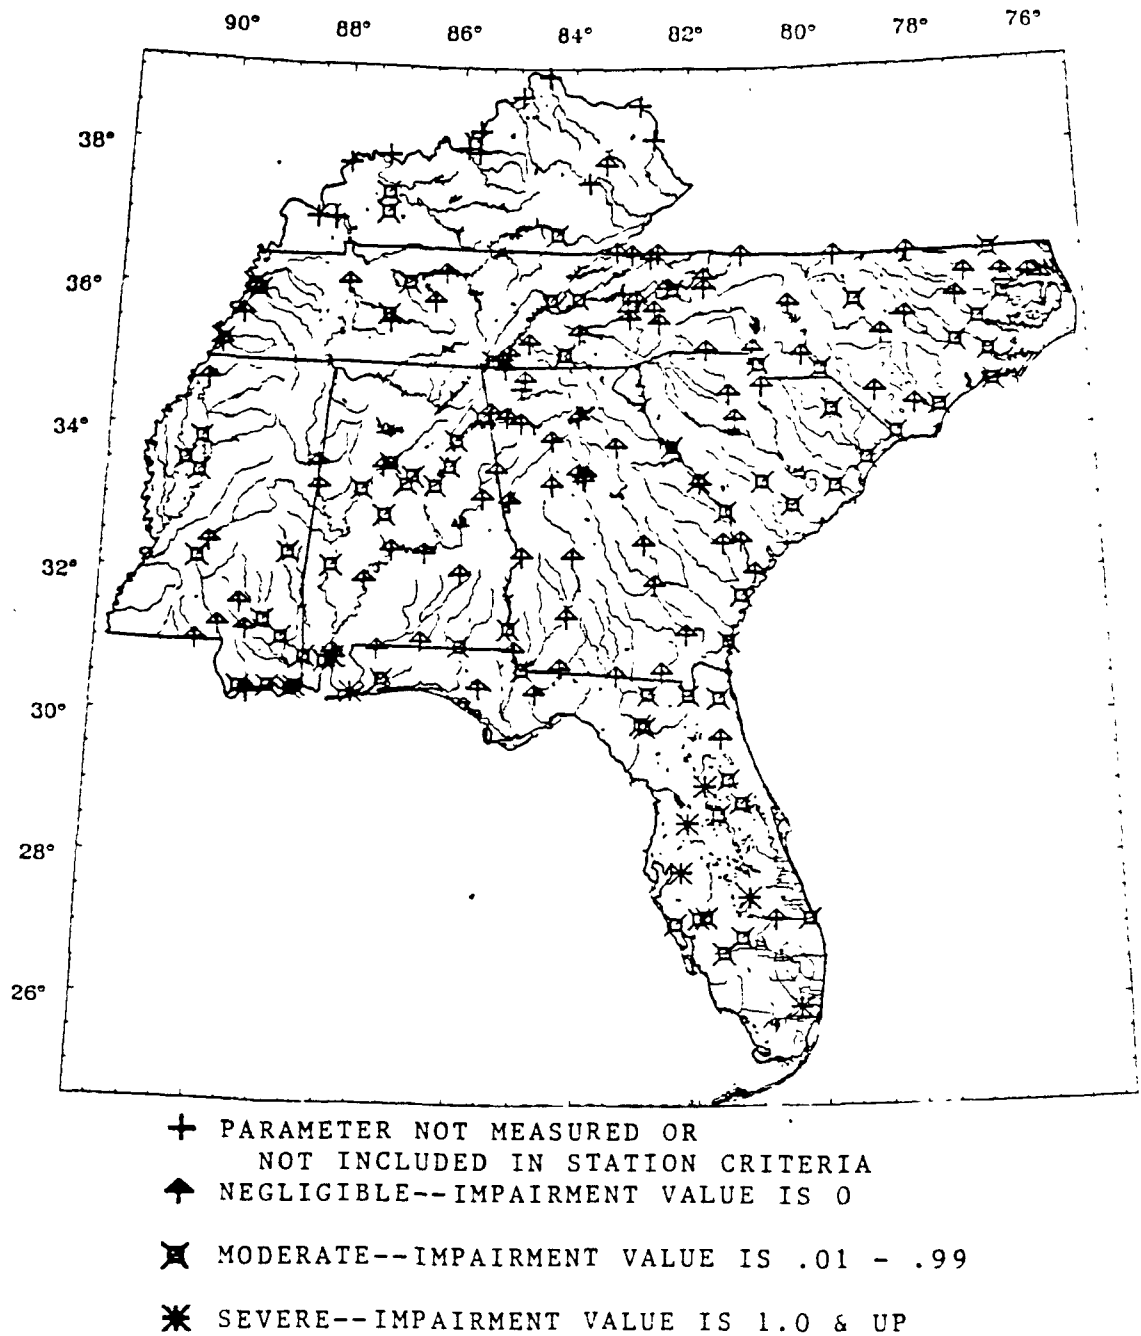 90° 88° 86° 84° 82° 80° 78° 76°
38°
36°
34°
32°
30°
28°
26°
PARAMETER NOT MEASURED OR
NOT INCLUDED IN STATION CRITERIA
NEGLIGIBLE--IMPAIRMENT VALUE IS 0
MODERATE--IMPAIRMENT VALUE IS .01 - .99
SEVERE--IMPAIRMENT VALUE IS 1.0 & UP